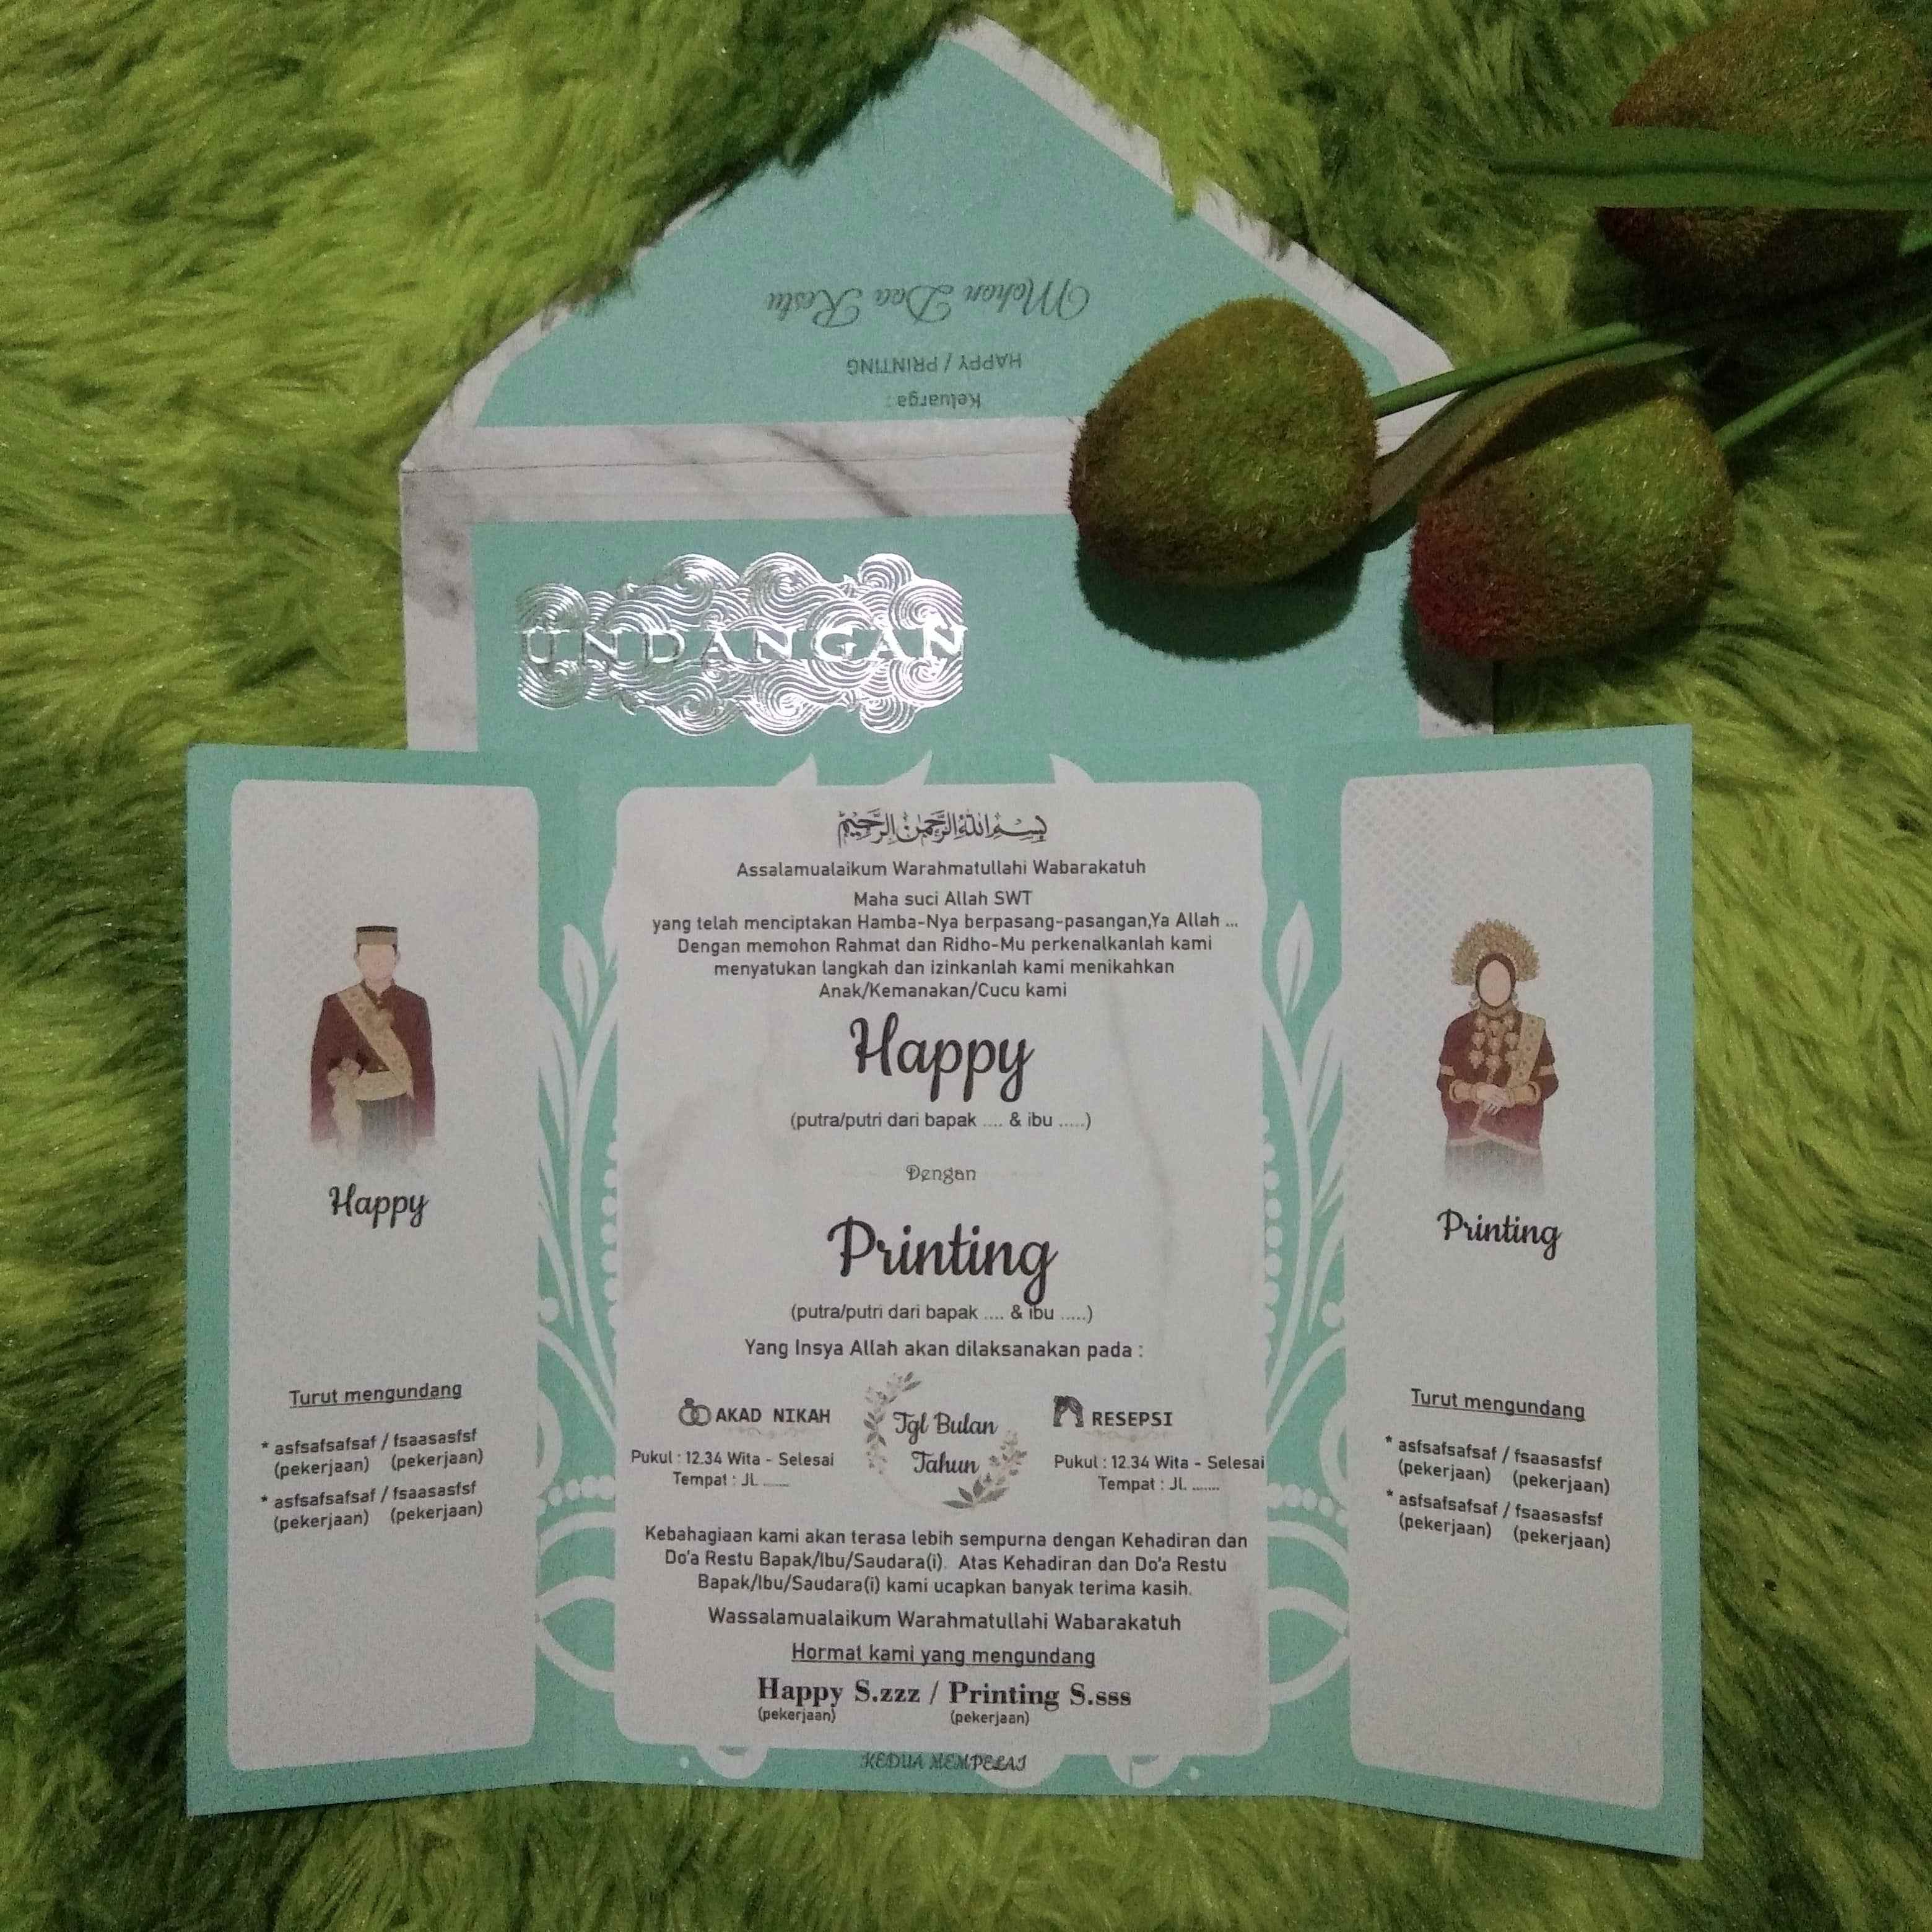 Mohon Doa Restu
HAPPY / PRINTING
Keluarga :
UNDANGAN
بِسْمِ اللهِ الرَّحْمٰنِ الرَّحِيْمِ
Assalamualaikum Warahmatullahi Wabarakatuh
Maha suci Allah SWT
yang telah menciptakan Hamba-Nya berpasang-pasangan,Ya Allah ...
Dengan memohon Rahmat dan Ridho-Mu perkenalkanlah kami
menyatukan langkah dan izinkanlah kami menikahkan
Anak/Kemanakan/Cucu kami
Happy
(putra/putri dari bapak .... & ibu .....)
Dengan
Printing
(putra/putri dari bapak .... & ibu .....)
Yang Insya Allah akan dilaksanakan pada :
AKAD NIKAH
Pukul : 12.34 Wita - Selesai
Tempat : Jl. .......
Tgl Bulan
Tahun
RESEPSI
Pukul : 12.34 Wita - Selesai
Tempat : Jl. .......
Kebahagiaan kami akan terasa lebih sempurna dengan Kehadiran dan
Do'a Restu Bapak/Ibu/Saudara(i). Atas Kehadiran dan Do'a Restu
Bapak/Ibu/Saudara(i) kami ucapkan banyak terima kasih.
Wassalamualaikum Warahmatullahi Wabarakatuh
Hormat kami yang mengundang
Happy S.zzz / Printing S.sss
(pekerjaan) (pekerjaan)
KEDUA MEMPELAI
Happy
Turut mengundang
* asfsafsafsaf / fsaasasfsf
(pekerjaan) (pekerjaan)
* asfsafsafsaf / fsaasasfsf
(pekerjaan) (pekerjaan)
Printing
Turut mengundang
* asfsafsafsaf / fsaasasfsf
(pekerjaan) (pekerjaan)
* asfsafsafsaf / fsaasasfsf
(pekerjaan) (pekerjaan)